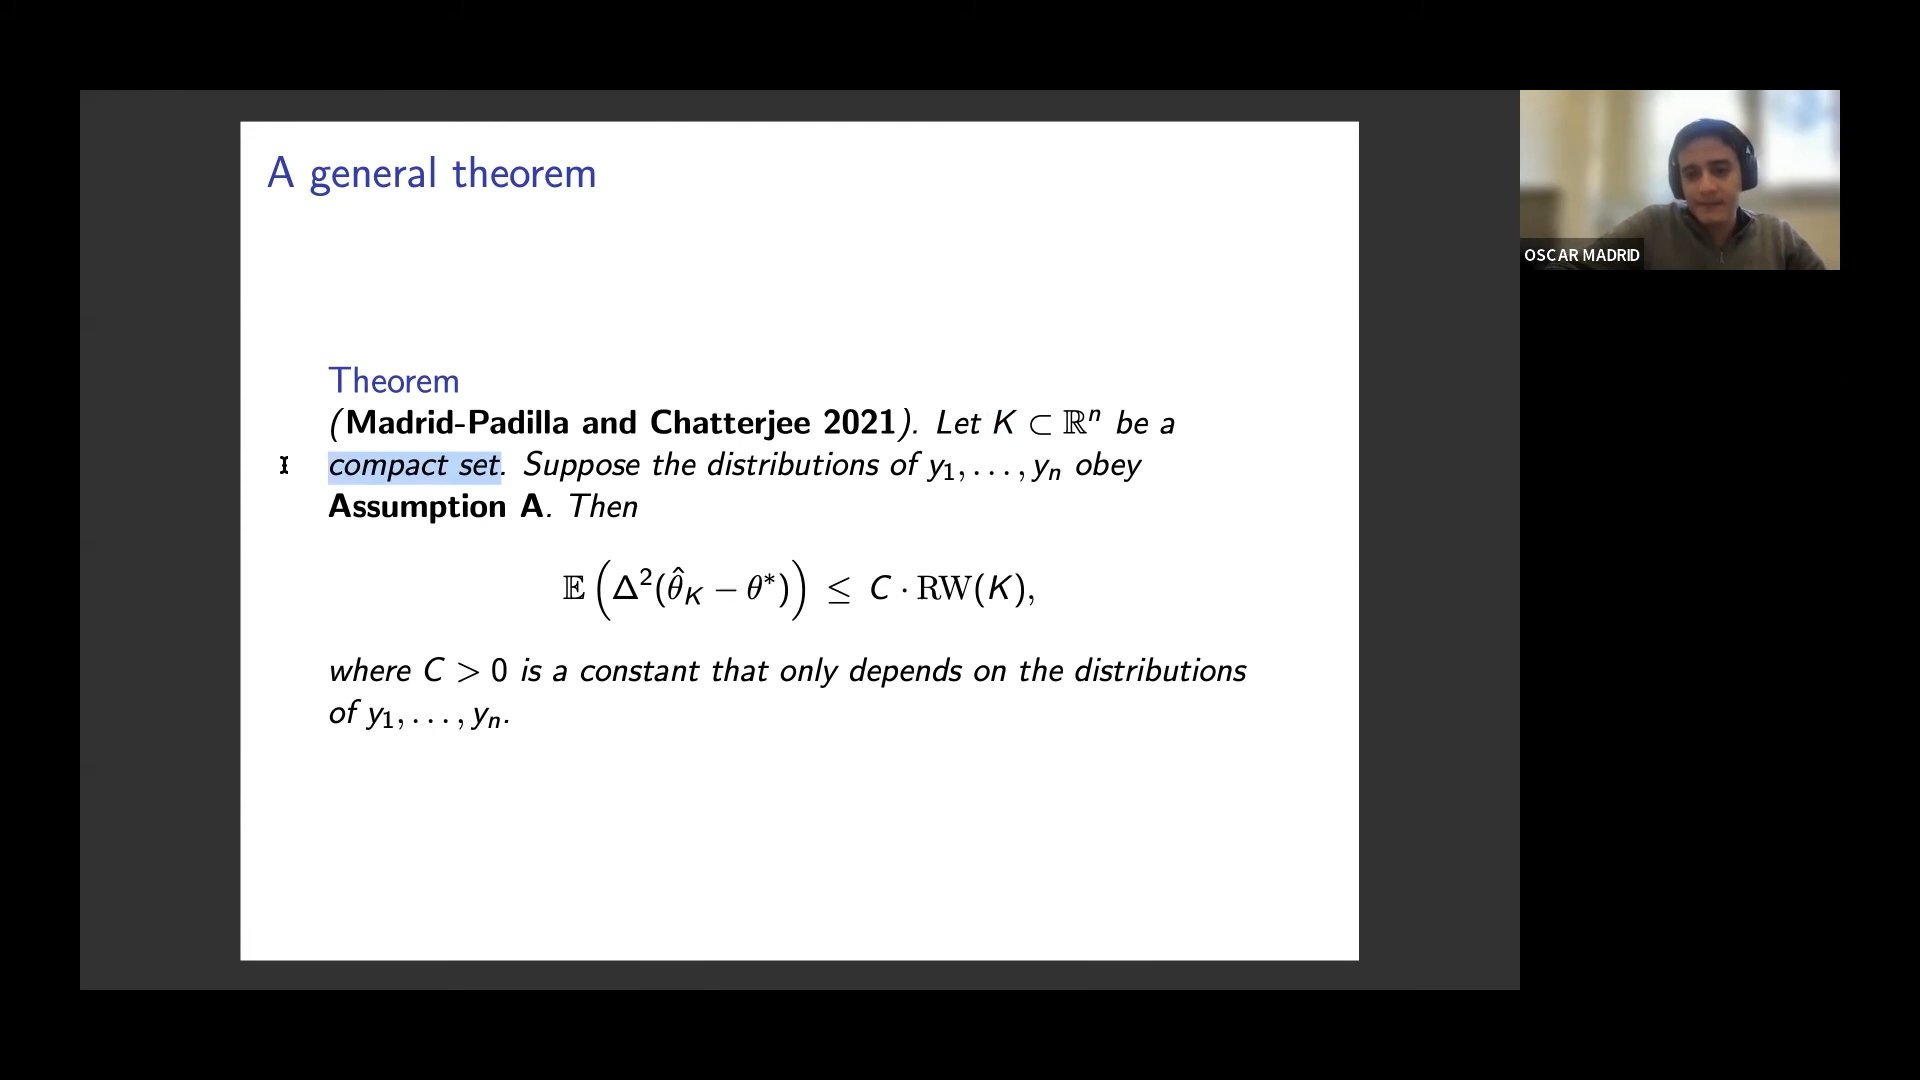 A general theorem
Theorem
(Madrid-Padilla and Chatterjee 2021). Let K ⊂ ℝⁿ be a
compact set. Suppose the distributions of y₁, . . . , yₙ obey
Assumption A. Then
𝔼 (Δ²(θ̂_K − θ*)) ≤ C · RW(K),
where C > 0 is a constant that only depends on the distributions
of y₁, . . . , yₙ.
OSCAR MADRID